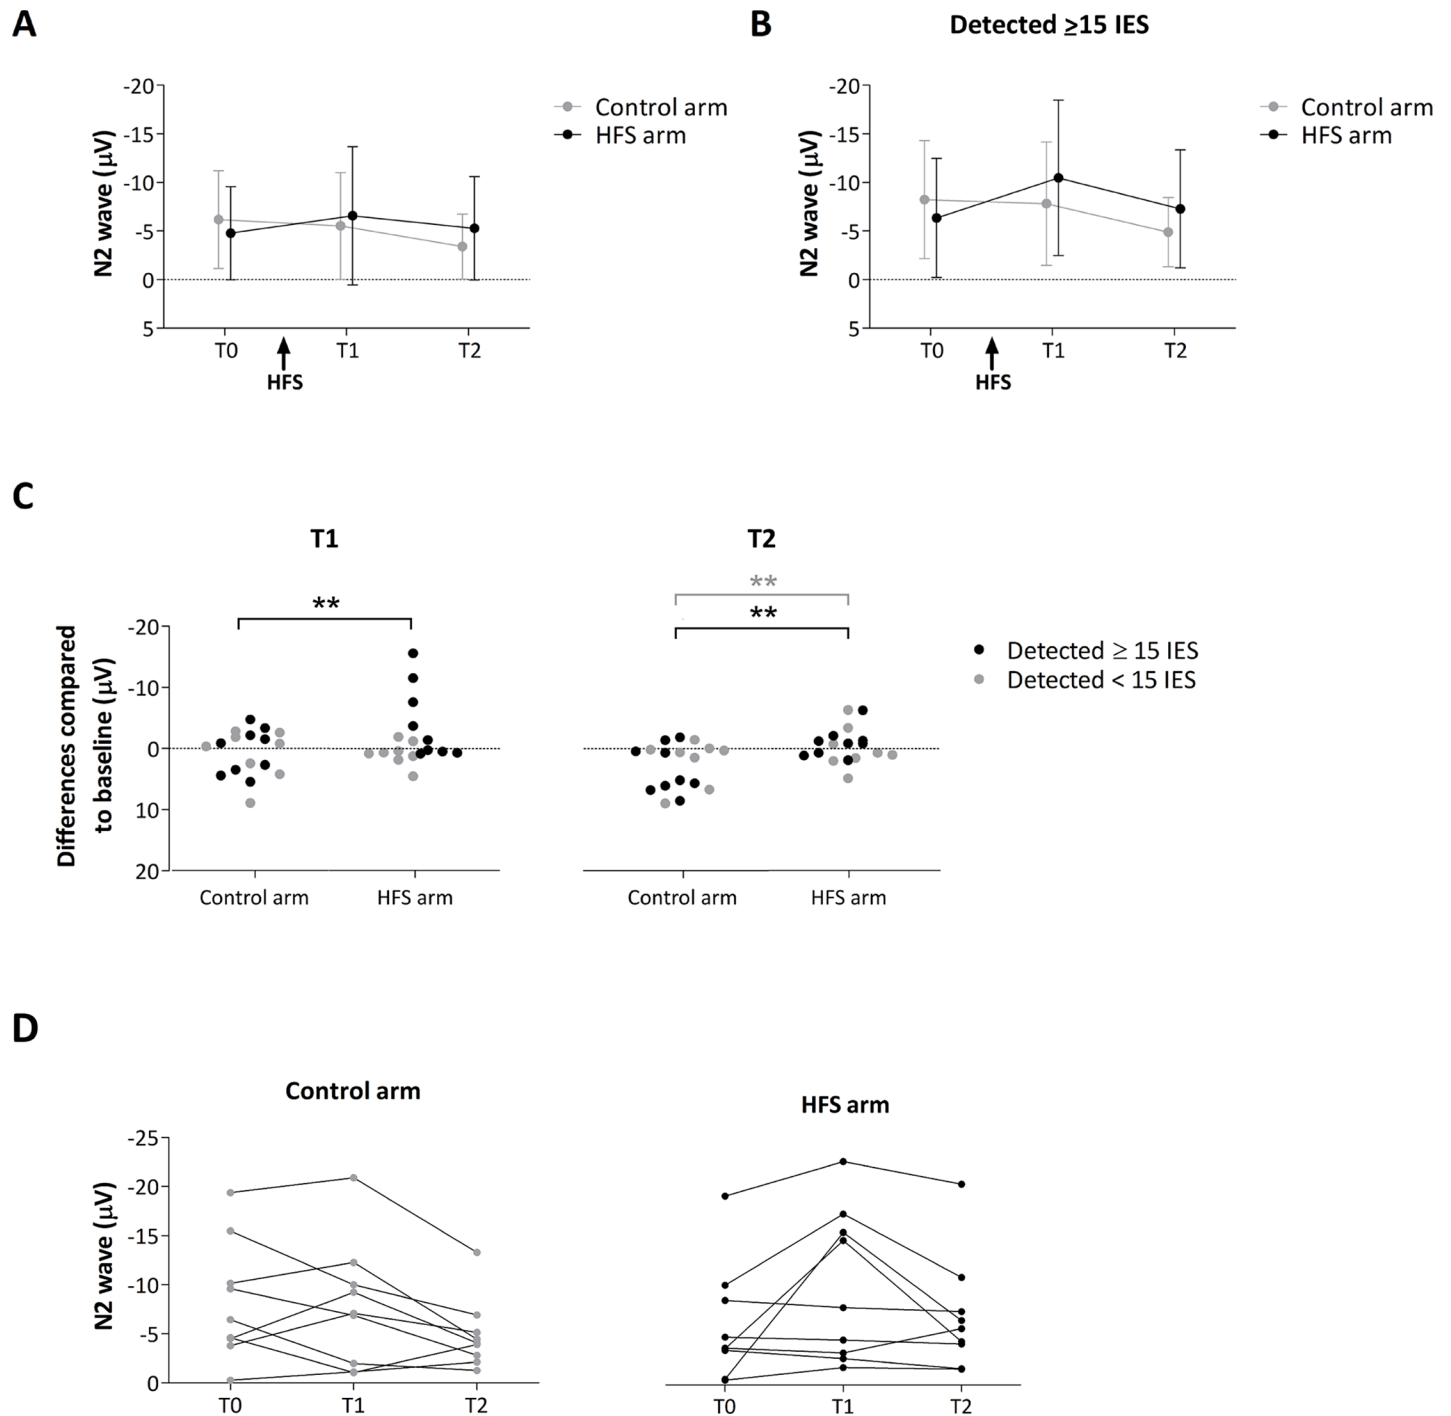 A
-20
-15
-10
-5
0
5
N2 wave (µV)
T0
T1
T2
HFS
Control arm
HFS arm
B
Detected ≥15 IES
-20
-15
-10
-5
0
5
N2 wave (µV)
T0
T1
T2
HFS
Control arm
HFS arm
C
T1
**
-20
-10
0
10
20
Differences compared
to baseline (µV)
Control arm
HFS arm
T2
**
**
Control arm
HFS arm
Detected ≥ 15 IES
Detected < 15 IES
D
Control arm
-25
-20
-15
-10
-5
0
N2 wave (µV)
T0
T1
T2
HFS arm
T0
T1
T2